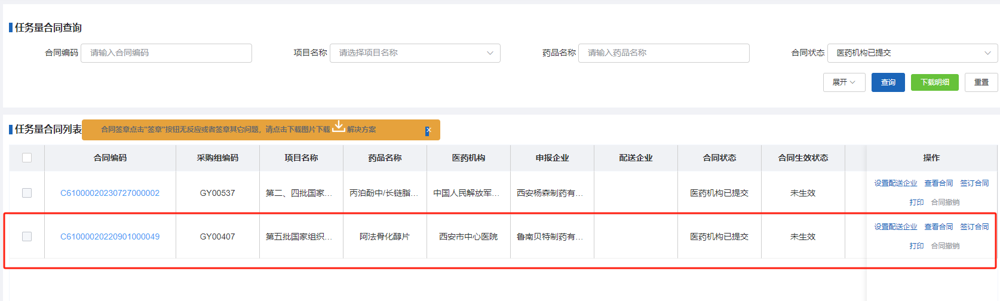 任务量合同查询
合同编码 请输入合同编码 项目名称 请选择项目名称 药品名称 请输入药品名称 合同状态 医药机构已提交
展开 查询 下载明细 重置
任务量合同列表 合同签章点击"签章"按钮无反应或者签章其它问题，请点击下载图片下载 解决方案 ×
合同编码 采购组编码 项目名称 药品名称 医药机构 申报企业 配送企业 合同状态 合同生效状态 操作
C61000020230727000002 GY00537 第二、四批国家... 丙泊酚中/长链脂... 中国人民解放军... 西安杨森制药有... 医药机构已提交 未生效 设置配送企业 查看合同 签订合同
打印 合同撤销
C61000020220901000049 GY00407 第五批国家组织... 阿法骨化醇片 西安市中心医院 鲁南贝特制药有... 医药机构已提交 未生效 设置配送企业 查看合同 签订合同
打印 合同撤销